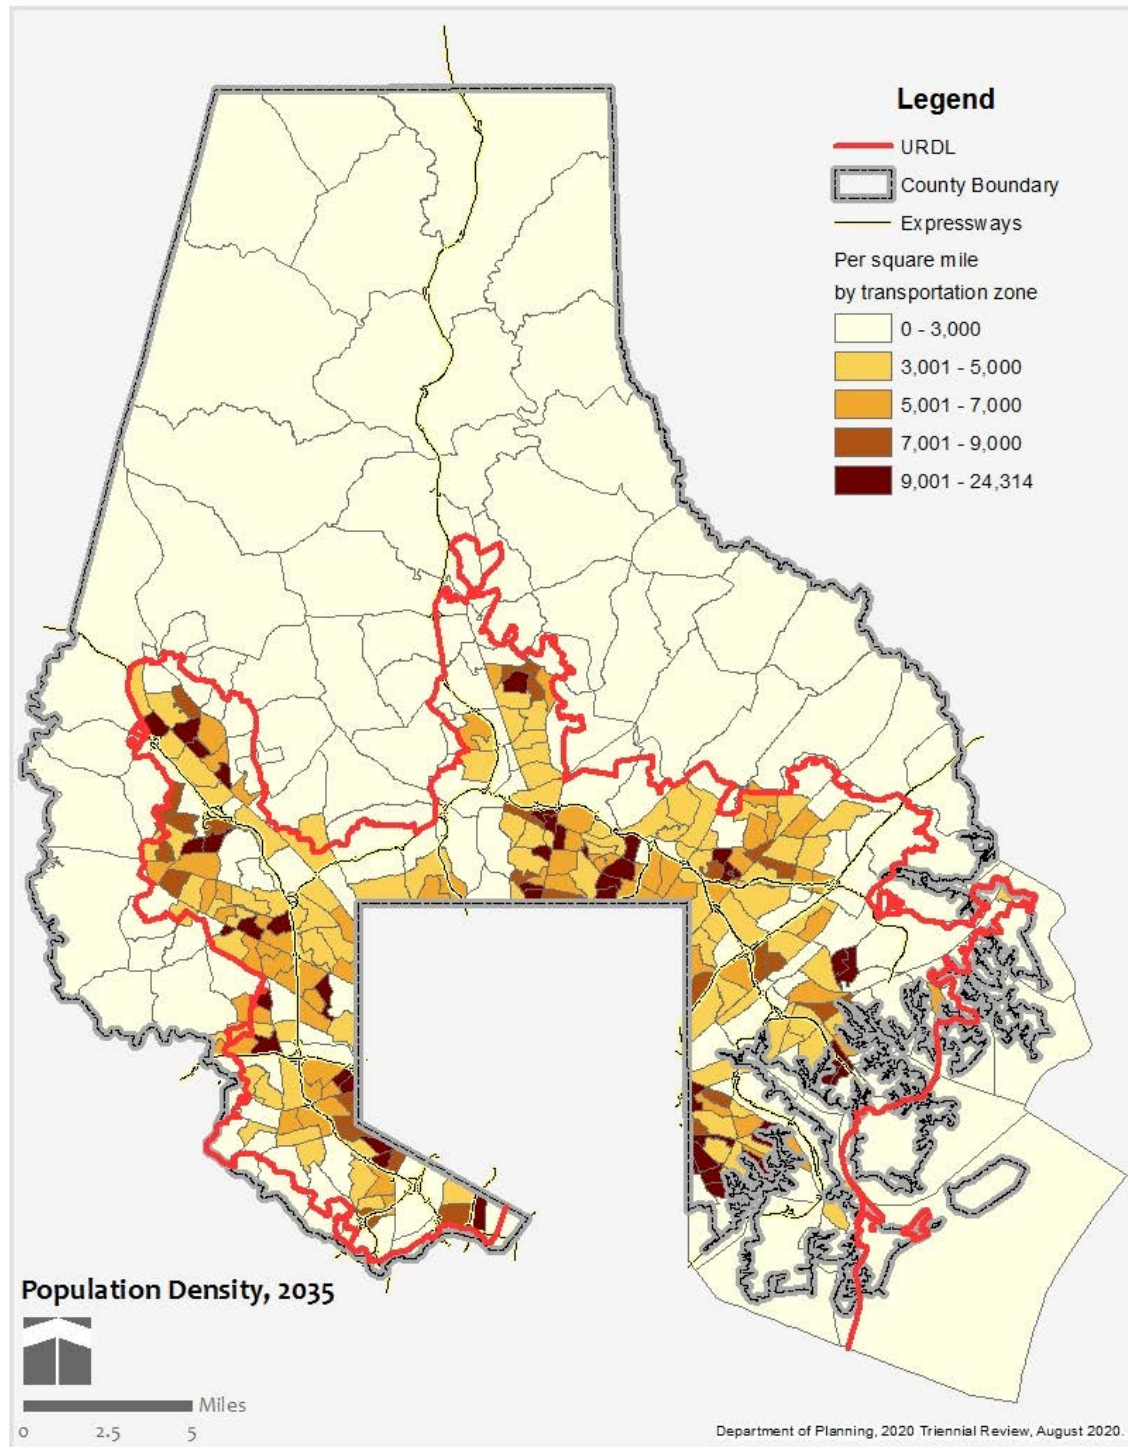 Legend
URDL
County Boundary
Expressways
Per square mile
by transportation zone
0 - 3,000
3,001 - 5,000
5,001 - 7,000
7,001 - 9,000
9,001 - 24,314
Population Density, 2035
Miles
0 2.5 5
Department of Planning, 2020 Triennial Review, August 2020.